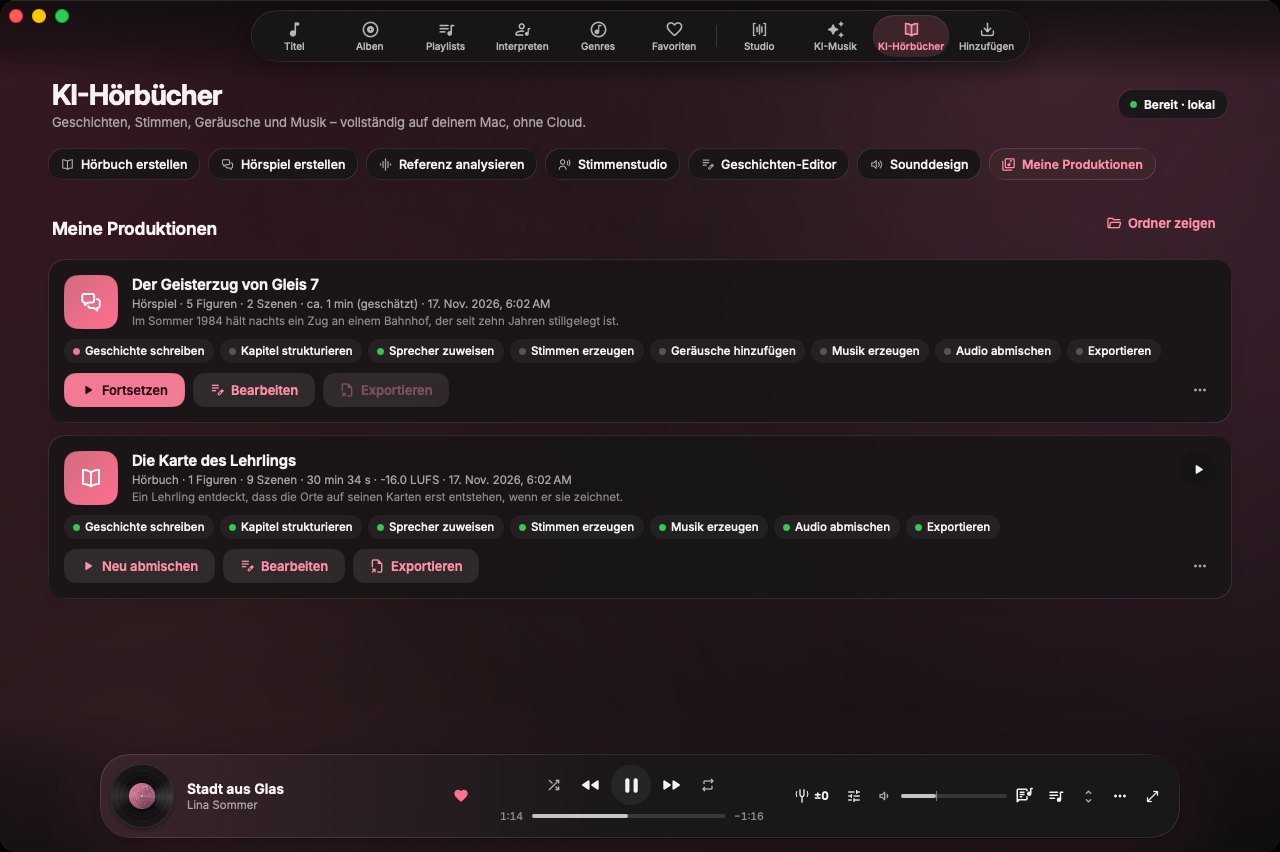 Titel
Alben
Playlists
Interpreten
Genres
Favoriten
Studio
KI-Musik
KI-Hörbücher
Hinzufügen
KI-Hörbücher
Geschichten, Stimmen, Geräusche und Musik – vollständig auf deinem Mac, ohne Cloud.
Bereit · lokal
Hörbuch erstellen
Hörspiel erstellen
Referenz analysieren
Stimmenstudio
Geschichten-Editor
Sounddesign
Meine Produktionen
Meine Produktionen
Ordner zeigen
Der Geisterzug von Gleis 7
Hörspiel · 5 Figuren · 2 Szenen · ca. 1 min (geschätzt) · 17. Nov. 2026, 6:02 AM
Im Sommer 1984 hält nachts ein Zug an einem Bahnhof, der seit zehn Jahren stillgelegt ist.
Geschichte schreiben
Kapitel strukturieren
Sprecher zuweisen
Stimmen erzeugen
Geräusche hinzufügen
Musik erzeugen
Audio abmischen
Exportieren
Fortsetzen
Bearbeiten
Exportieren
Die Karte des Lehrlings
Hörbuch · 1 Figuren · 9 Szenen · 30 min 34 s · -16.0 LUFS · 17. Nov. 2026, 6:02 AM
Ein Lehrling entdeckt, dass die Orte auf seinen Karten erst entstehen, wenn er sie zeichnet.
Geschichte schreiben
Kapitel strukturieren
Sprecher zuweisen
Stimmen erzeugen
Musik erzeugen
Audio abmischen
Exportieren
Neu abmischen
Bearbeiten
Exportieren
Stadt aus Glas
Lina Sommer
1:14
−1:16
±0